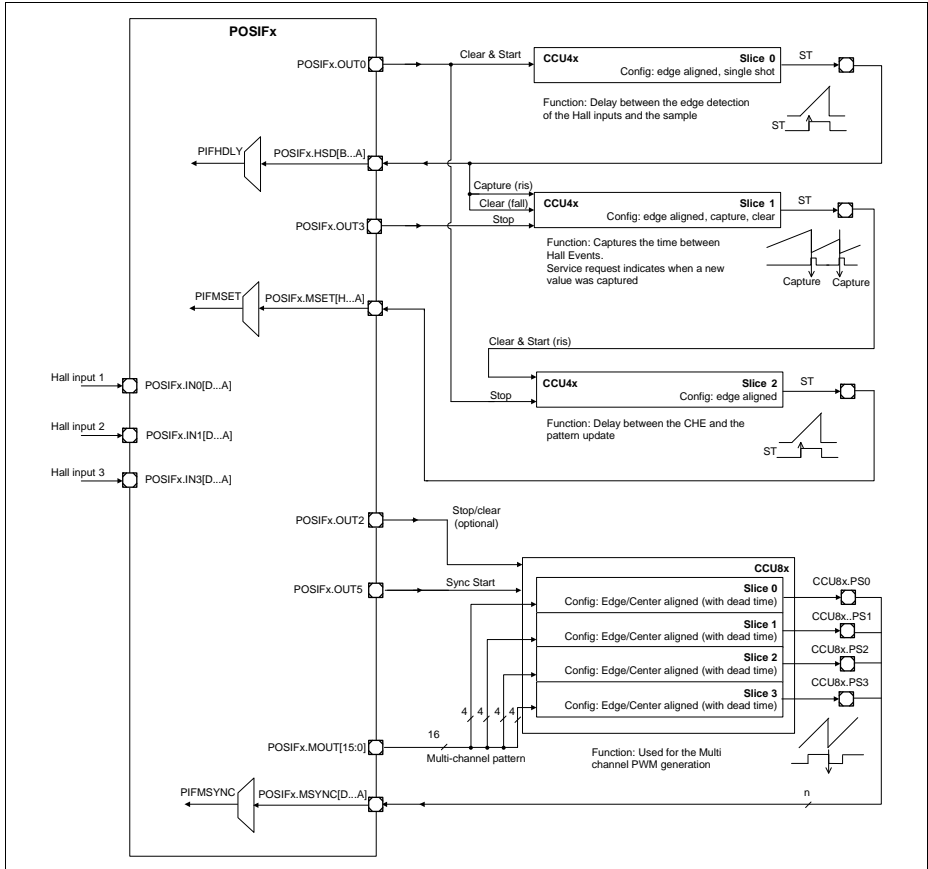 POSIFx
POSIFx.OUT0
Clear & Start
CCU4x
Slice 0
Config: edge aligned, single shot
ST
Function: Delay between the edge detection
of the Hall inputs and the sample
ST
PIFHDLY
POSIFx.HSD[B...A]
Capture (ris)
Clear (fall)
CCU4x
Slice 1
Config: edge aligned, capture, clear
ST
POSIFx.OUT3
Stop
Function: Captures the time between
Hall Events.
Service request indicates when a new
value was captured
Capture
Capture
PIFMSET
POSIFx.MSET[H...A]
Clear & Start (ris)
CCU4x
Slice 2
Config: edge aligned
ST
Stop
Function: Delay between the CHE and the
pattern update
ST
Hall input 1
POSIFx.IN0[D...A]
Hall input 2
POSIFx.IN1[D...A]
Hall input 3
POSIFx.IN3[D...A]
POSIFx.OUT2
Stop/clear
(optional)
POSIFx.OUT5
Sync Start
CCU8x
Slice 0
Config: Edge/Center aligned (with dead time)
Slice 1
Config: Edge/Center aligned (with dead time)
Slice 2
Config: Edge/Center aligned (with dead time)
Slice 3
Config: Edge/Center aligned (with dead time)
CCU8x.PS0
CCU8x..PS1
CCU8x.PS2
CCU8x.PS3
4 4 4 4
POSIFx.MOUT[15:0]
16
Multi-channel pattern
Function: Used for the Multi
channel PWM generation
PIFMSYNC
POSIFx.MSYNC[D...A]
n